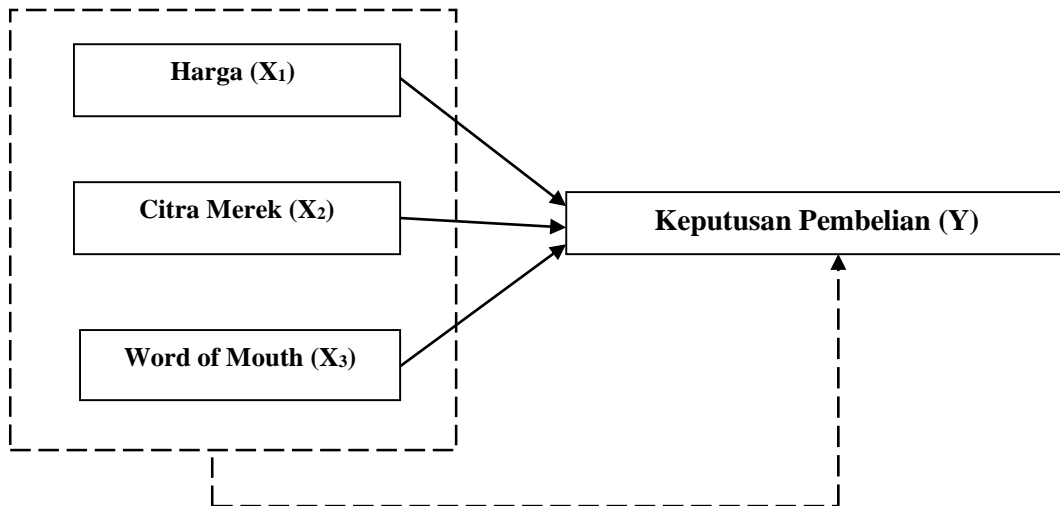 Harga (X₁)
Citra Merek (X₂)
Keputusan Pembelian (Y)
Word of Mouth (X₃)